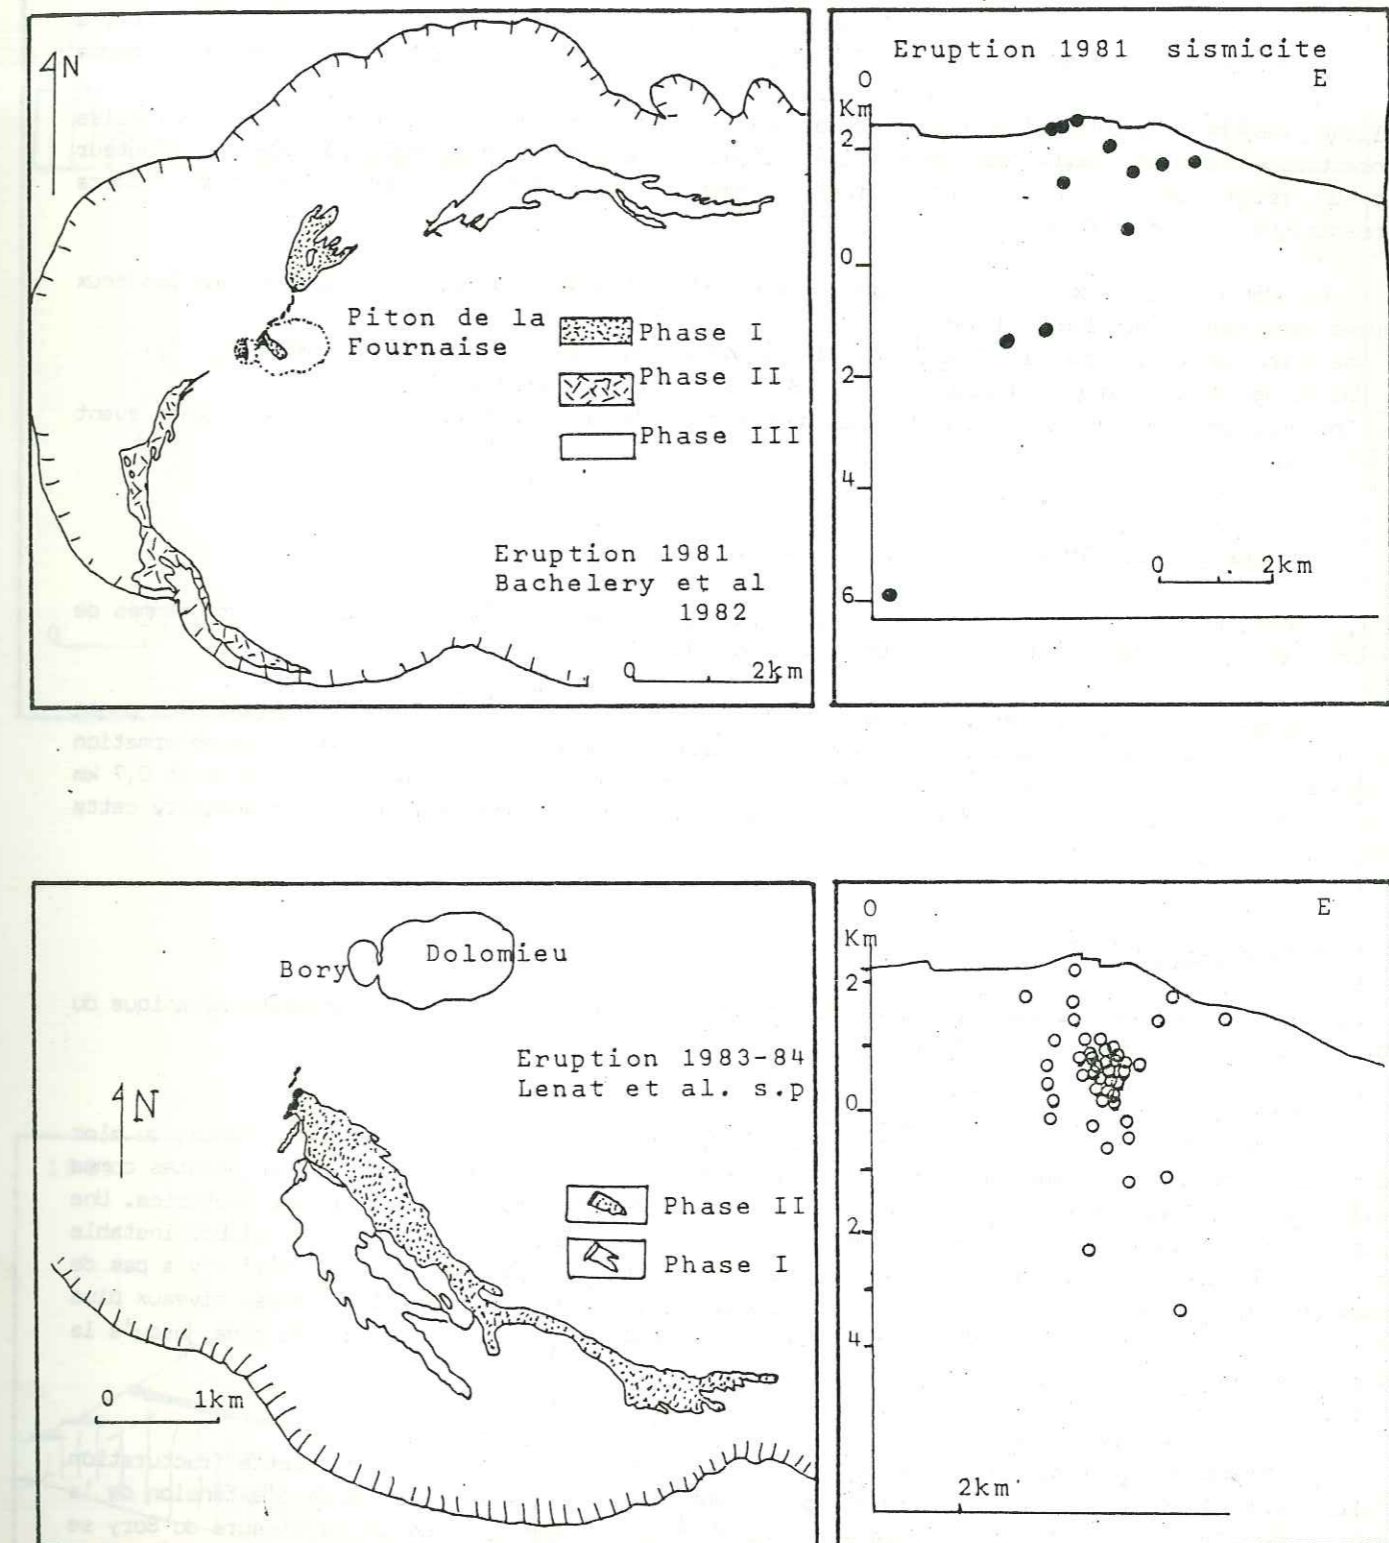 N
Piton de la
Fournaise
Phase I
Phase II
Phase III
Eruption 1981
Bachelery et al
1982
0 2km
Eruption 1981 sismicite
O E
Km
2
0
2
4
6
0 2km
Bory
Dolomieu
Eruption 1983-84
Lenat et al. s.p
N
Phase II
Phase I
0 1km
O E
Km
2
0
2
4
2km